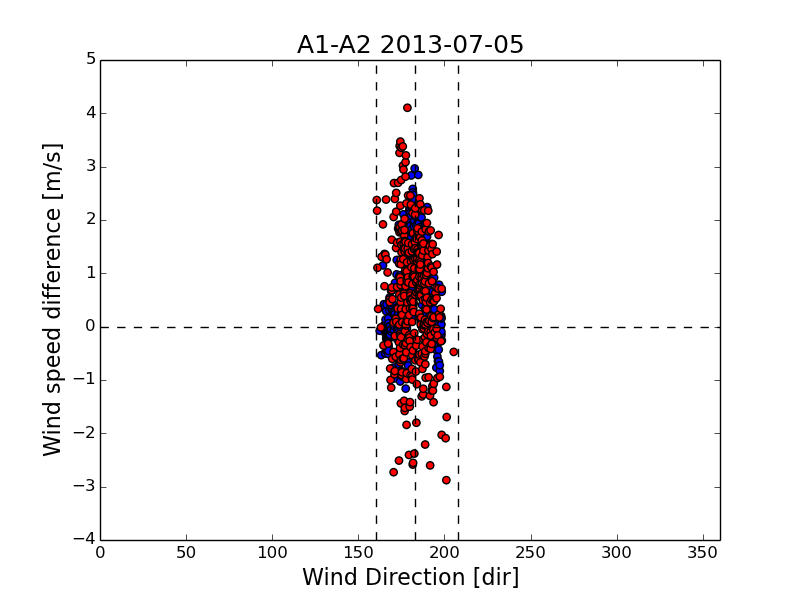 A1-A2 2013-07-05
5
4
3
2
1
0
−1
−2
−3
−4
Wind speed difference [m/s]
0 50 100 150 200 250 300 350
Wind Direction [dir]